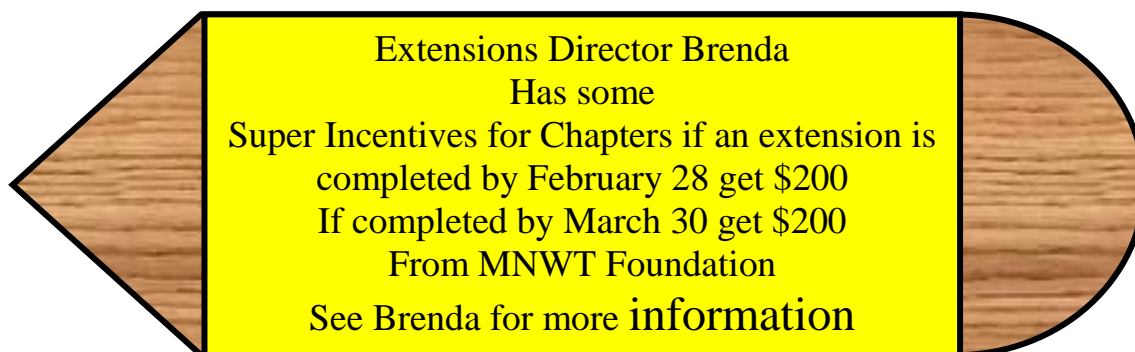 Extensions Director Brenda
Has some
Super Incentives for Chapters if an extension is
completed by February 28 get $200
If completed by March 30 get $200
From MNWT Foundation
See Brenda for more information